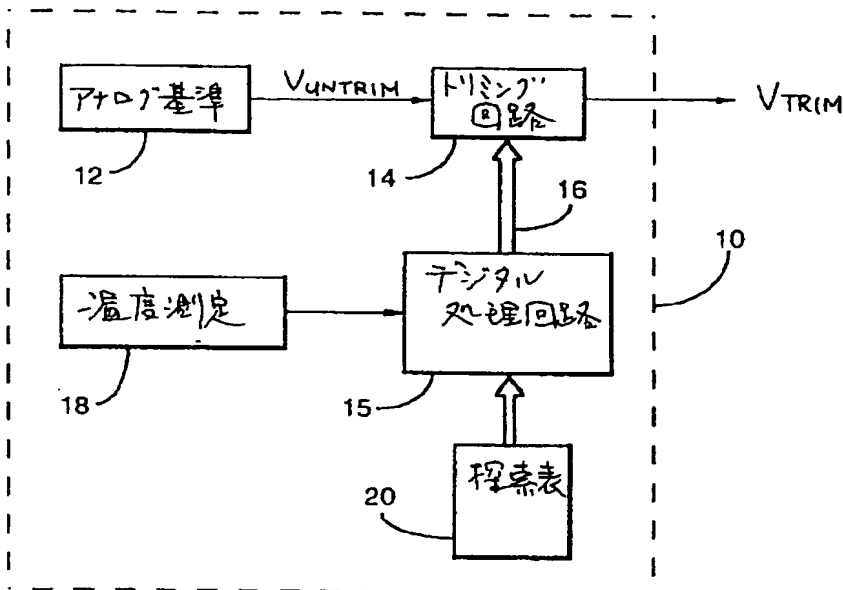 アナログ基準
VUNTRIM
トリミング
回路
VTRIM
12
14
16
10
温度測定
デジタル
処理回路
18
15
探索表
20